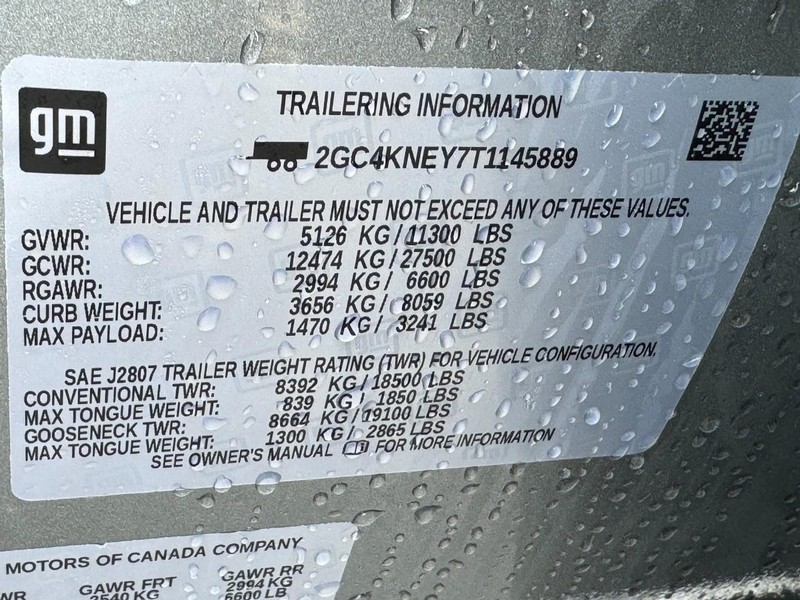 gm
TRAILERING INFORMATION
2GC4KNEY7T1145889
VEHICLE AND TRAILER MUST NOT EXCEED ANY OF THESE VALUES.
GVWR: 5126 KG / 11300 LBS
GCWR: 12474 KG / 27500 LBS
RGAWR: 2994 KG / 6600 LBS
CURB WEIGHT: 3656 KG / 8059 LBS
MAX PAYLOAD: 1470 KG / 3241 LBS
SAE J2807 TRAILER WEIGHT RATING (TWR) FOR VEHICLE CONFIGURATION.
CONVENTIONAL TWR: 8392 KG / 18500 LBS
MAX TONGUE WEIGHT: 839 KG / 1850 LBS
GOOSENECK TWR: 8664 KG / 19100 LBS
MAX TONGUE WEIGHT: 1300 KG / 2865 LBS
SEE OWNER'S MANUAL FOR MORE INFORMATION
MOTORS OF CANADA COMPANY
GAWR FRT GAWR RR
2540 KG 2994 KG
6600 LB